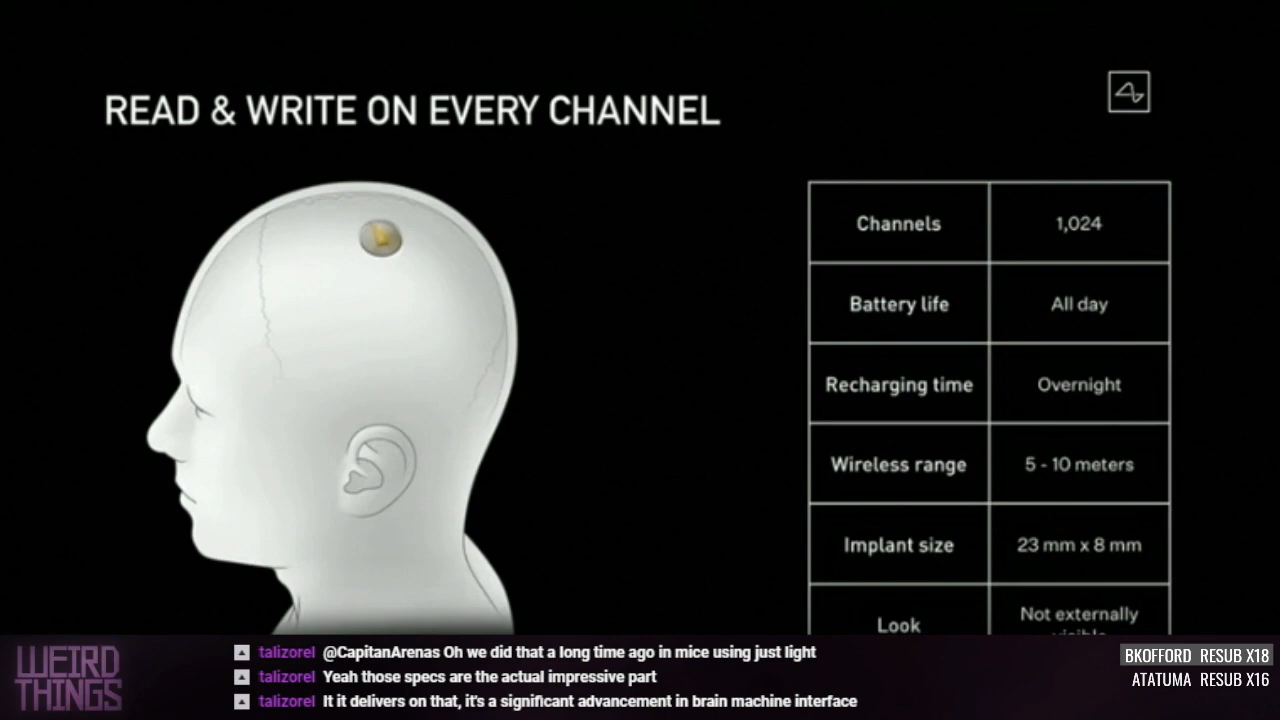 READ & WRITE ON EVERY CHANNEL
Channels 1,024
Battery life All day
Recharging time Overnight
Wireless range 5 - 10 meters
Implant size 23 mm x 8 mm
Look Not externally
visible
WEIRD
THINGS
talizorel @CapitanArenas Oh we did that a long time ago in mice using just light
talizorel Yeah those specs are the actual impressive part
talizorel It it delivers on that, it's a significant advancement in brain machine interface
BKOFFORD RESUB X18
ATATUMA RESUB X16